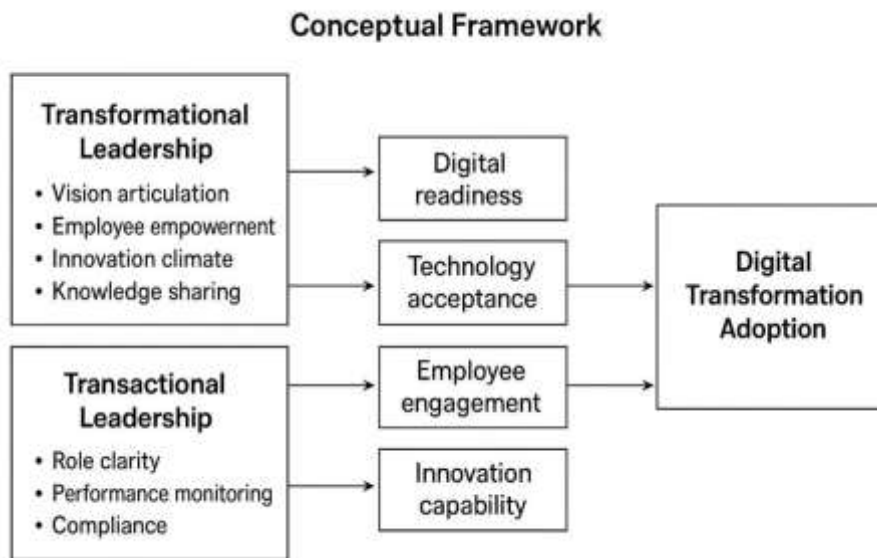 Conceptual Framework
Transformational
Leadership
• Vision articulation
• Employee empowernent
• Innovation climate
• Knowledge sharing
Transactional
Leadership
• Role clarity
• Performance monitoring
• Compliance
Digital
readiness
Technology
acceptance
Employee
engagement
Innovation
capability
Digital
Transformation
Adoption